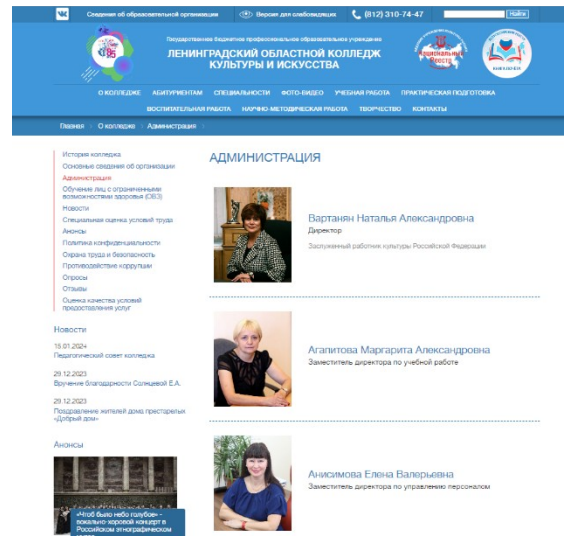 Сведения об образовательной организации
Версия для слабовидящих
(812) 310-74-47
Найти
Государственное бюджетное профессиональное образовательное учреждение
ЛЕНИНГРАДСКИЙ ОБЛАСТНОЙ КОЛЛЕДЖ
КУЛЬТУРЫ И ИСКУССТВА
О КОЛЛЕДЖЕ АБИТУРИЕНТАМ СПЕЦИАЛЬНОСТИ ФОТО-ВИДЕО УЧЕБНАЯ РАБОТА ПРАКТИЧЕСКАЯ ПОДГОТОВКА
ВОСПИТАТЕЛЬНАЯ РАБОТА НАУЧНО-МЕТОДИЧЕСКАЯ РАБОТА ТВОРЧЕСТВО КОНТАКТЫ
Главная О колледже Администрация
История колледжа
Основные сведения об организации
Администрация
Обучение лиц с ограниченными
возможностями здоровья (ОВЗ)
Новости
Специальная оценка условий труда
Анонсы
Политика конфиденциальности
Охрана труда и безопасность
Противодействие коррупции
Опросы
Отзывы
Оценка качества условий
предоставления услуг
Новости
15.01.2024
Педагогический совет колледжа
29.12.2023
Вручение благодарности Солнцевой Е.А.
29.12.2023
Поздравление жителей дома престарелых
«Добрый дом»
Анонсы
«Чтоб было небо голубое» -
вокально-хоровой концерт в
Российском этнографическом
АДМИНИСТРАЦИЯ
Вартанян Наталья Александровна
Директор
Заслуженный работник культуры Российской Федерации
Агапитова Маргарита Александровна
Заместитель директора по учебной работе
Анисимова Елена Валерьевна
Заместитель директора по управлению персоналом